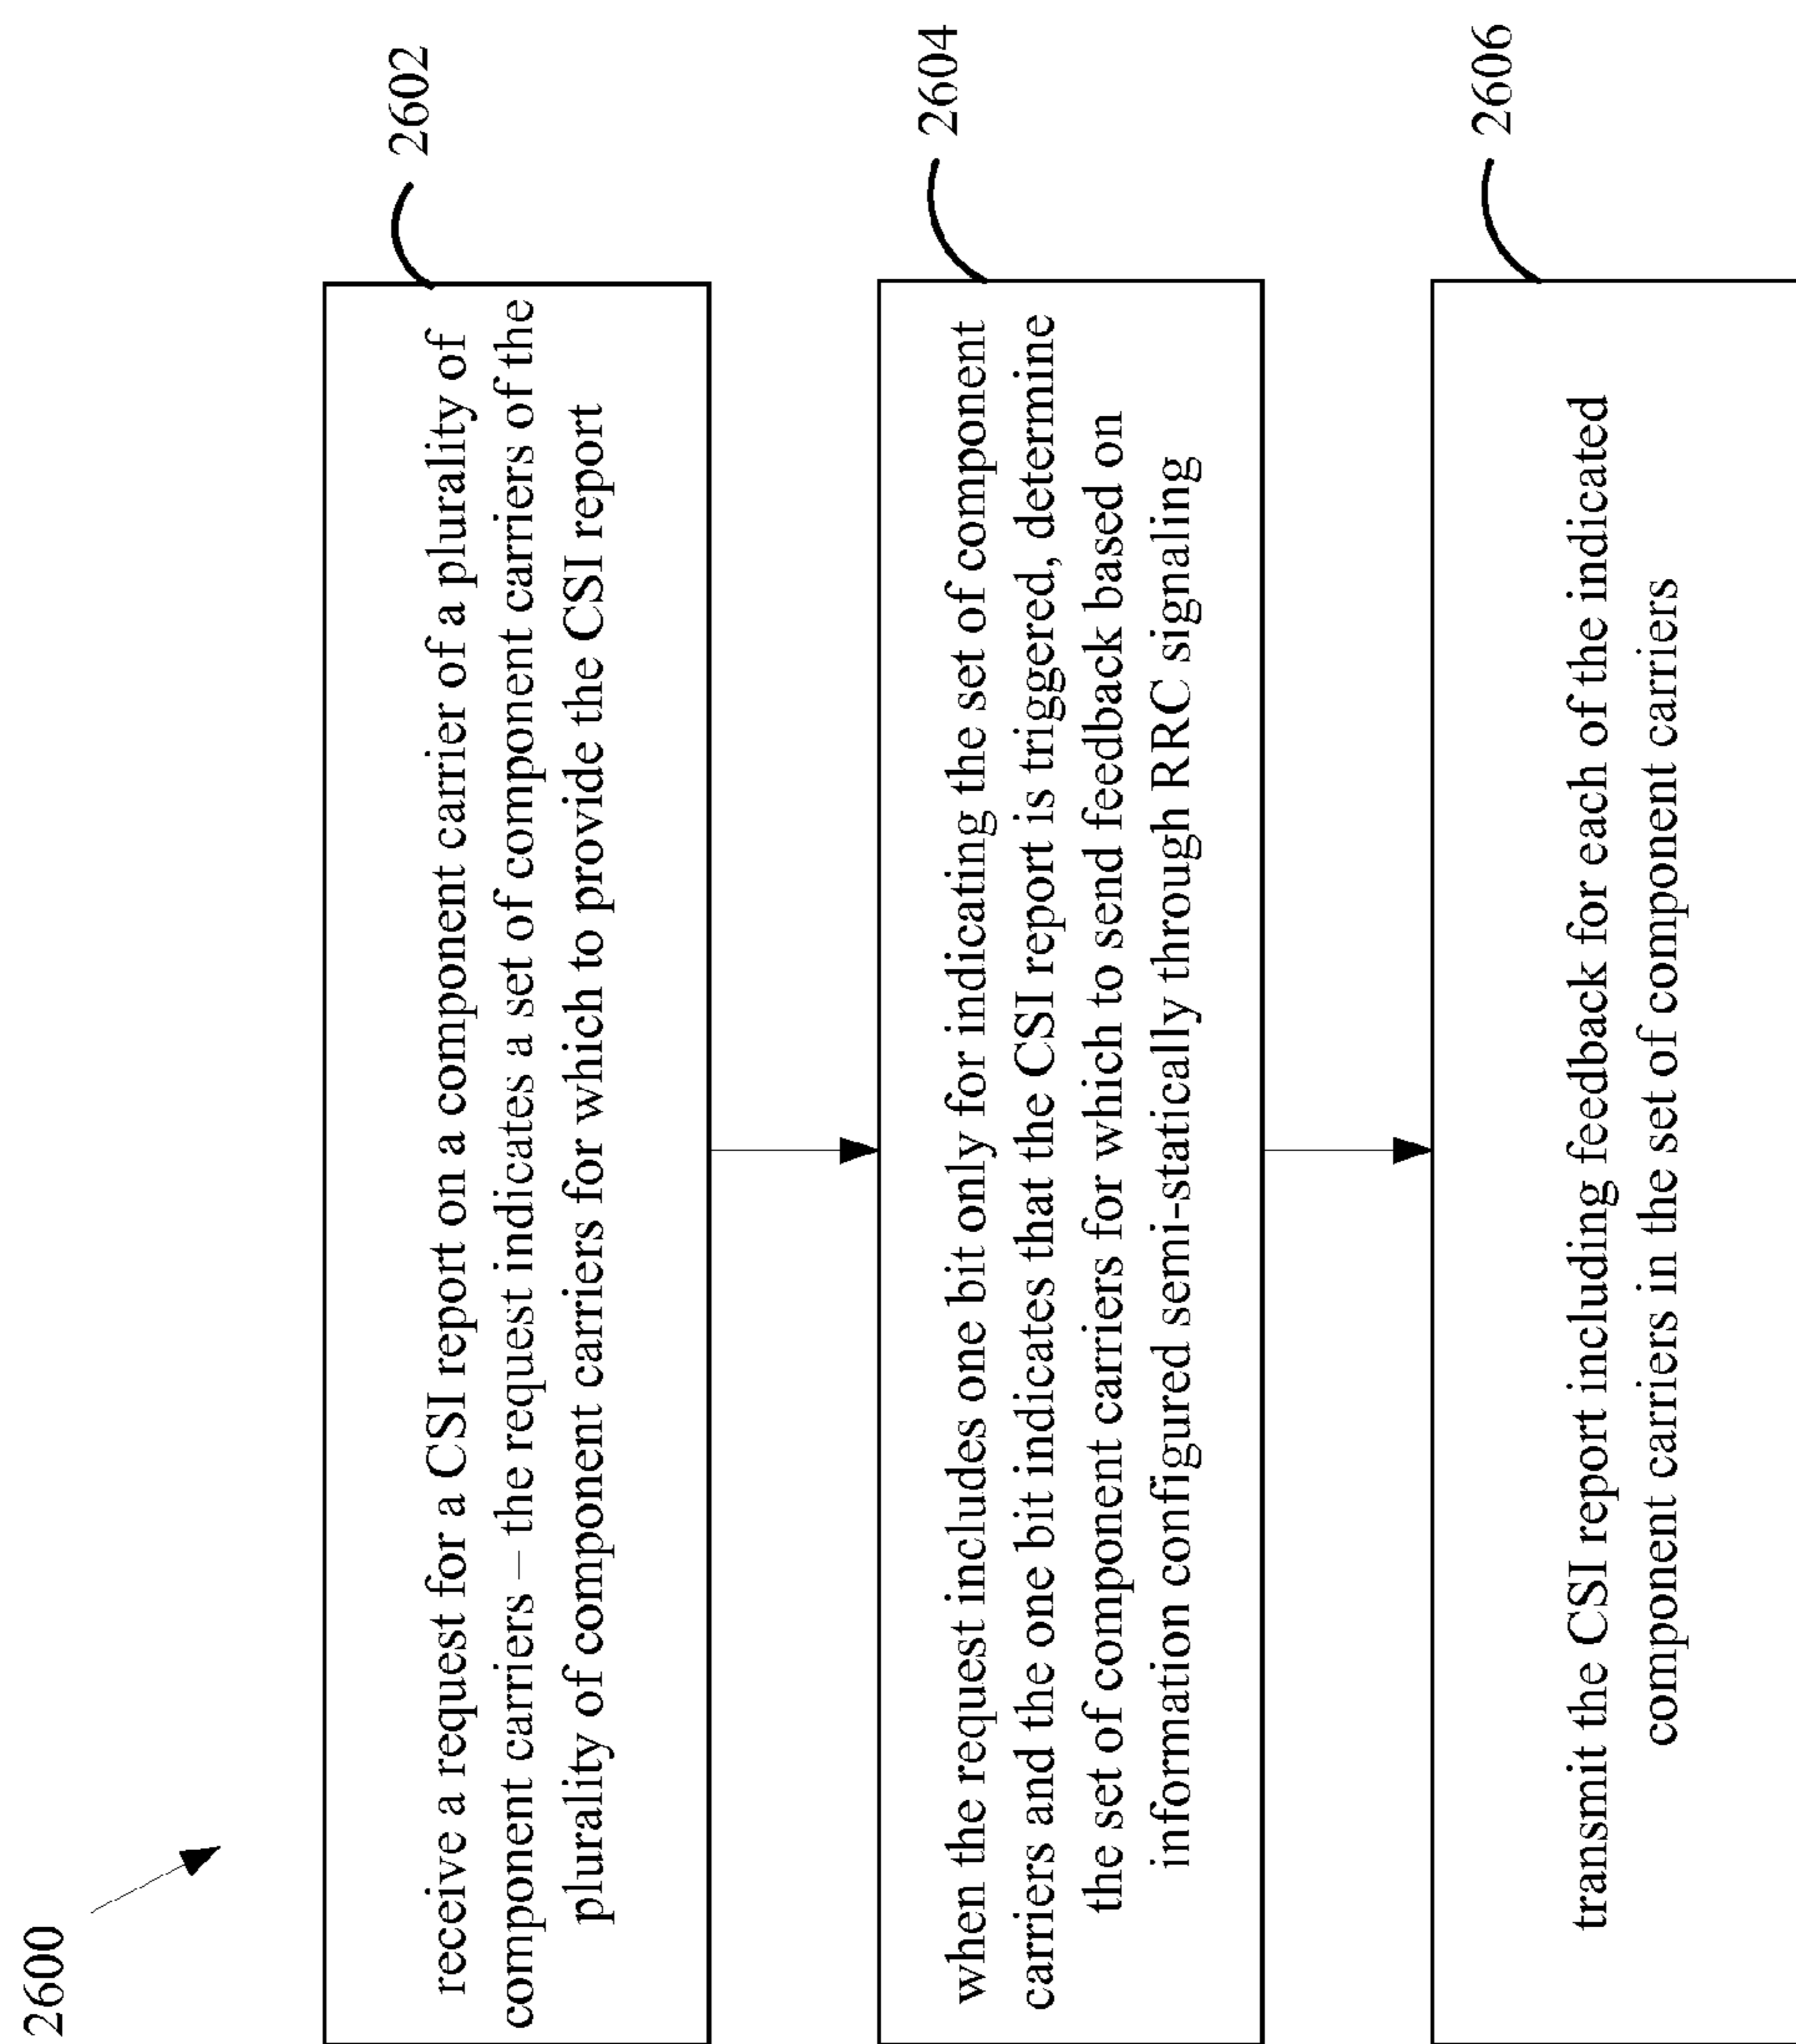 2600
2602
receive a request for a CSI report on a component carrier of a plurality of
component carriers – the request indicates a set of component carriers of the
plurality of component carriers for which to provide the CSI report
2604
when the request includes one bit only for indicating the set of component
carriers and the one bit indicates that the CSI report is triggered, determine
the set of component carriers for which to send feedback based on
information configured semi-statically through RRC signaling
2606
transmit the CSI report including feedback for each of the indicated
component carriers in the set of component carriers